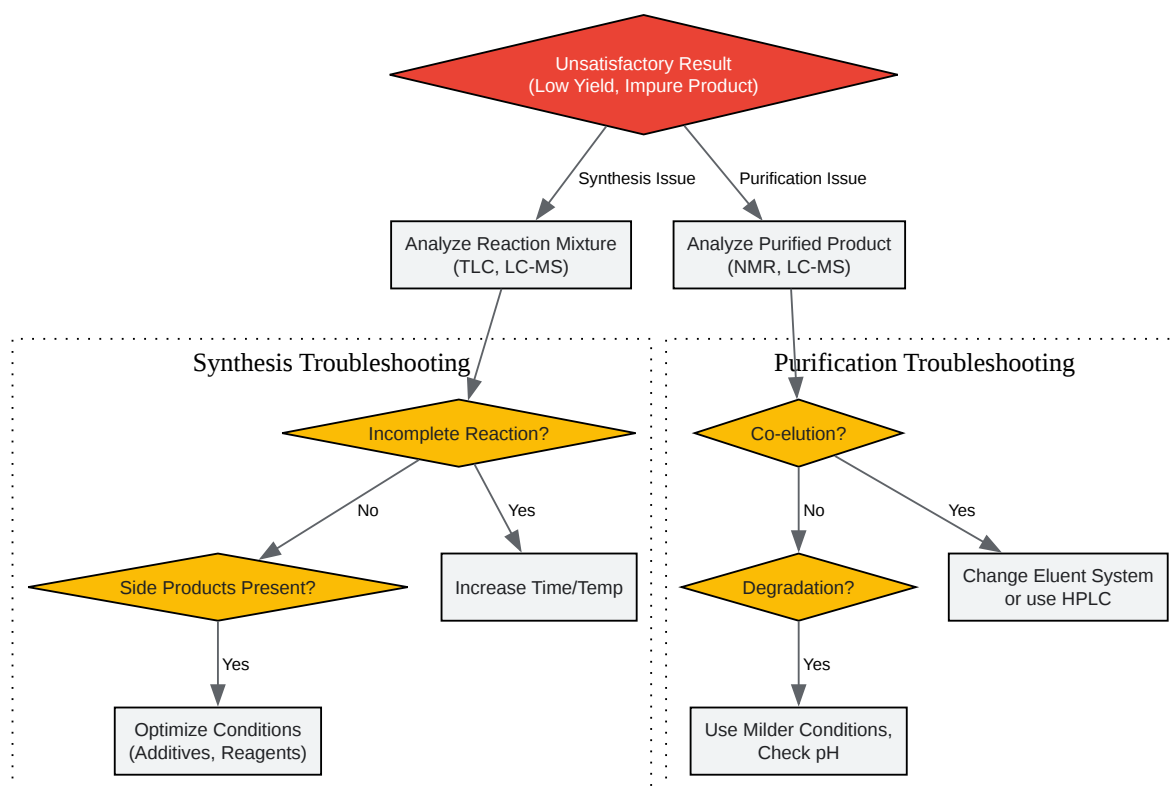 Unsatisfactory Result
(Low Yield, Impure Product)
Synthesis Issue
Purification Issue
Analyze Reaction Mixture
(TLC, LC-MS)
Analyze Purified Product
(NMR, LC-MS)
Synthesis Troubleshooting
Purification Troubleshooting
Incomplete Reaction?
Co-elution?
No
Yes
No
Yes
Side Products Present?
Increase Time/Temp
Degradation?
Change Eluent System
or use HPLC
Yes
Yes
Optimize Conditions
(Additives, Reagents)
Use Milder Conditions,
Check pH